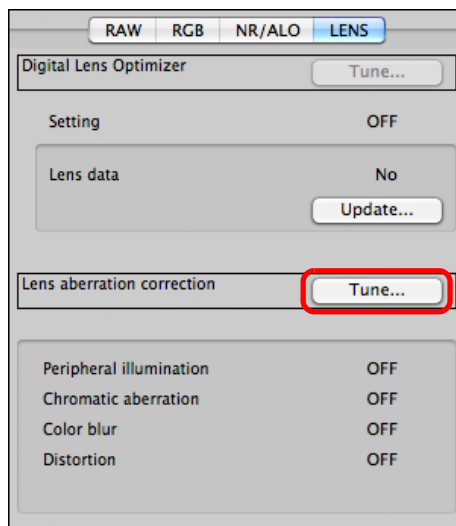 RAW RGB NR/ALO LENS
Digital Lens Optimizer Tune...
Setting OFF
Lens data No
Update...
Lens aberration correction Tune...
Peripheral illumination OFF
Chromatic aberration OFF
Color blur OFF
Distortion OFF